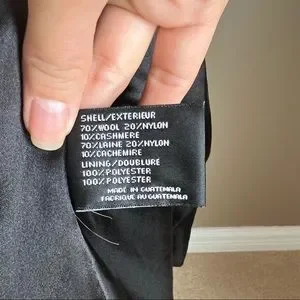 SHELL/EXTERIEUR
70%WOOL 20%NYLON
10%CASHMERE
70%LAINE 20%NYLON
10%CACHEMIRE
LINING/DOUBLURE
100%POLYESTER
100%POLYESTER
MADE IN GUATEMALA
FABRIQUE AU GUATEMALA